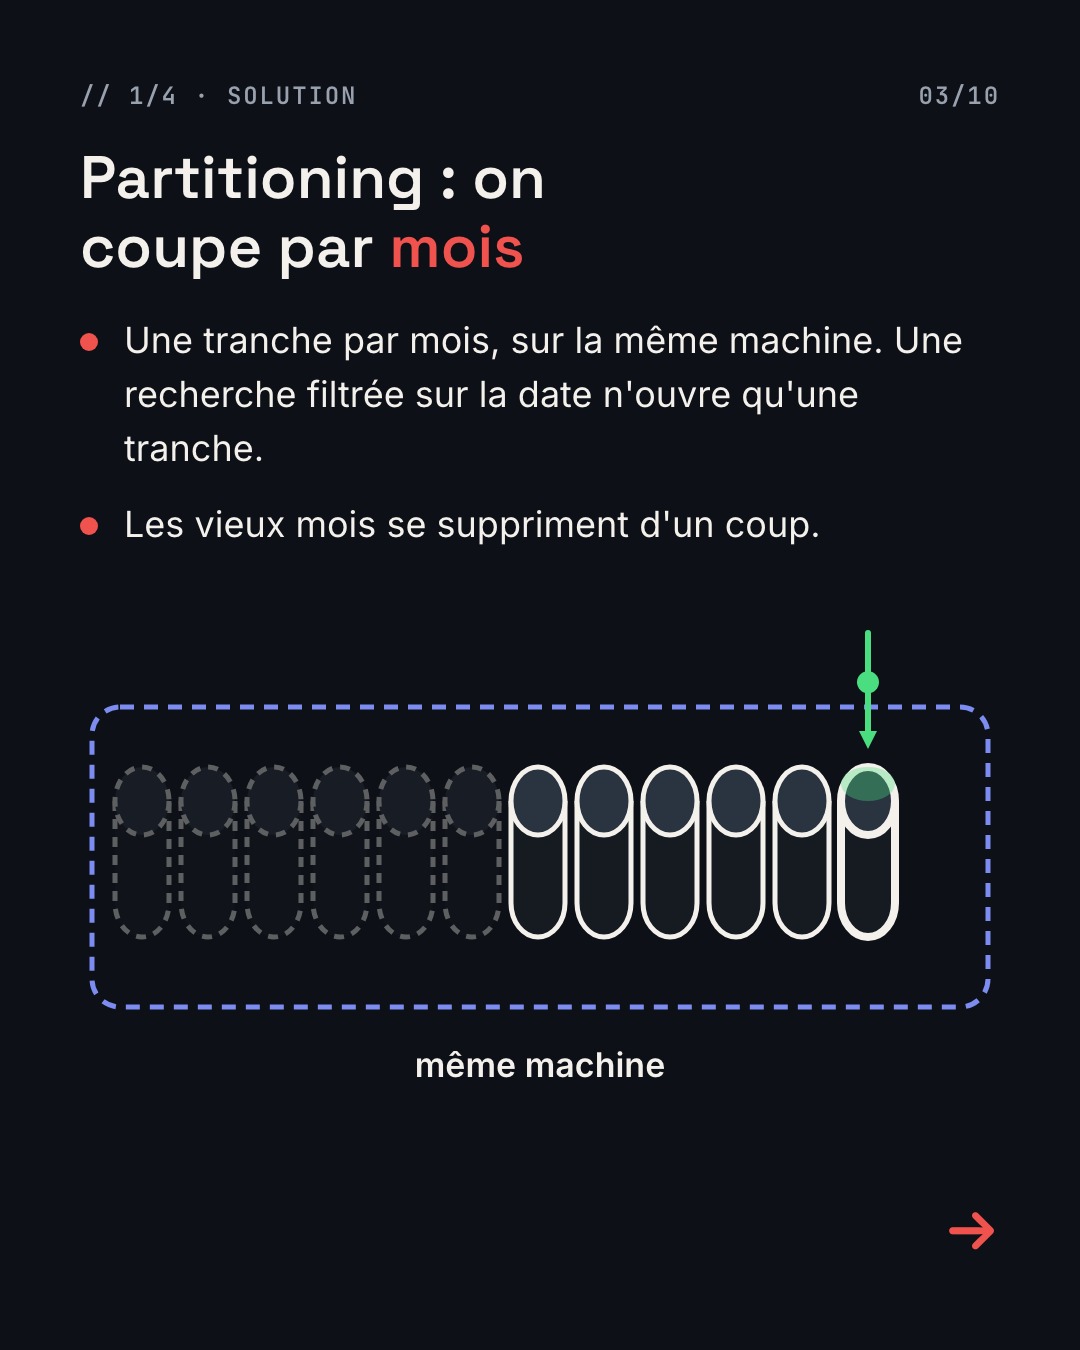 // 1/4 · SOLUTION
03/10
Partitioning : on
coupe par mois
Une tranche par mois, sur la même machine. Une
recherche filtrée sur la date n'ouvre qu'une
tranche.
Les vieux mois se suppriment d'un coup.
même machine